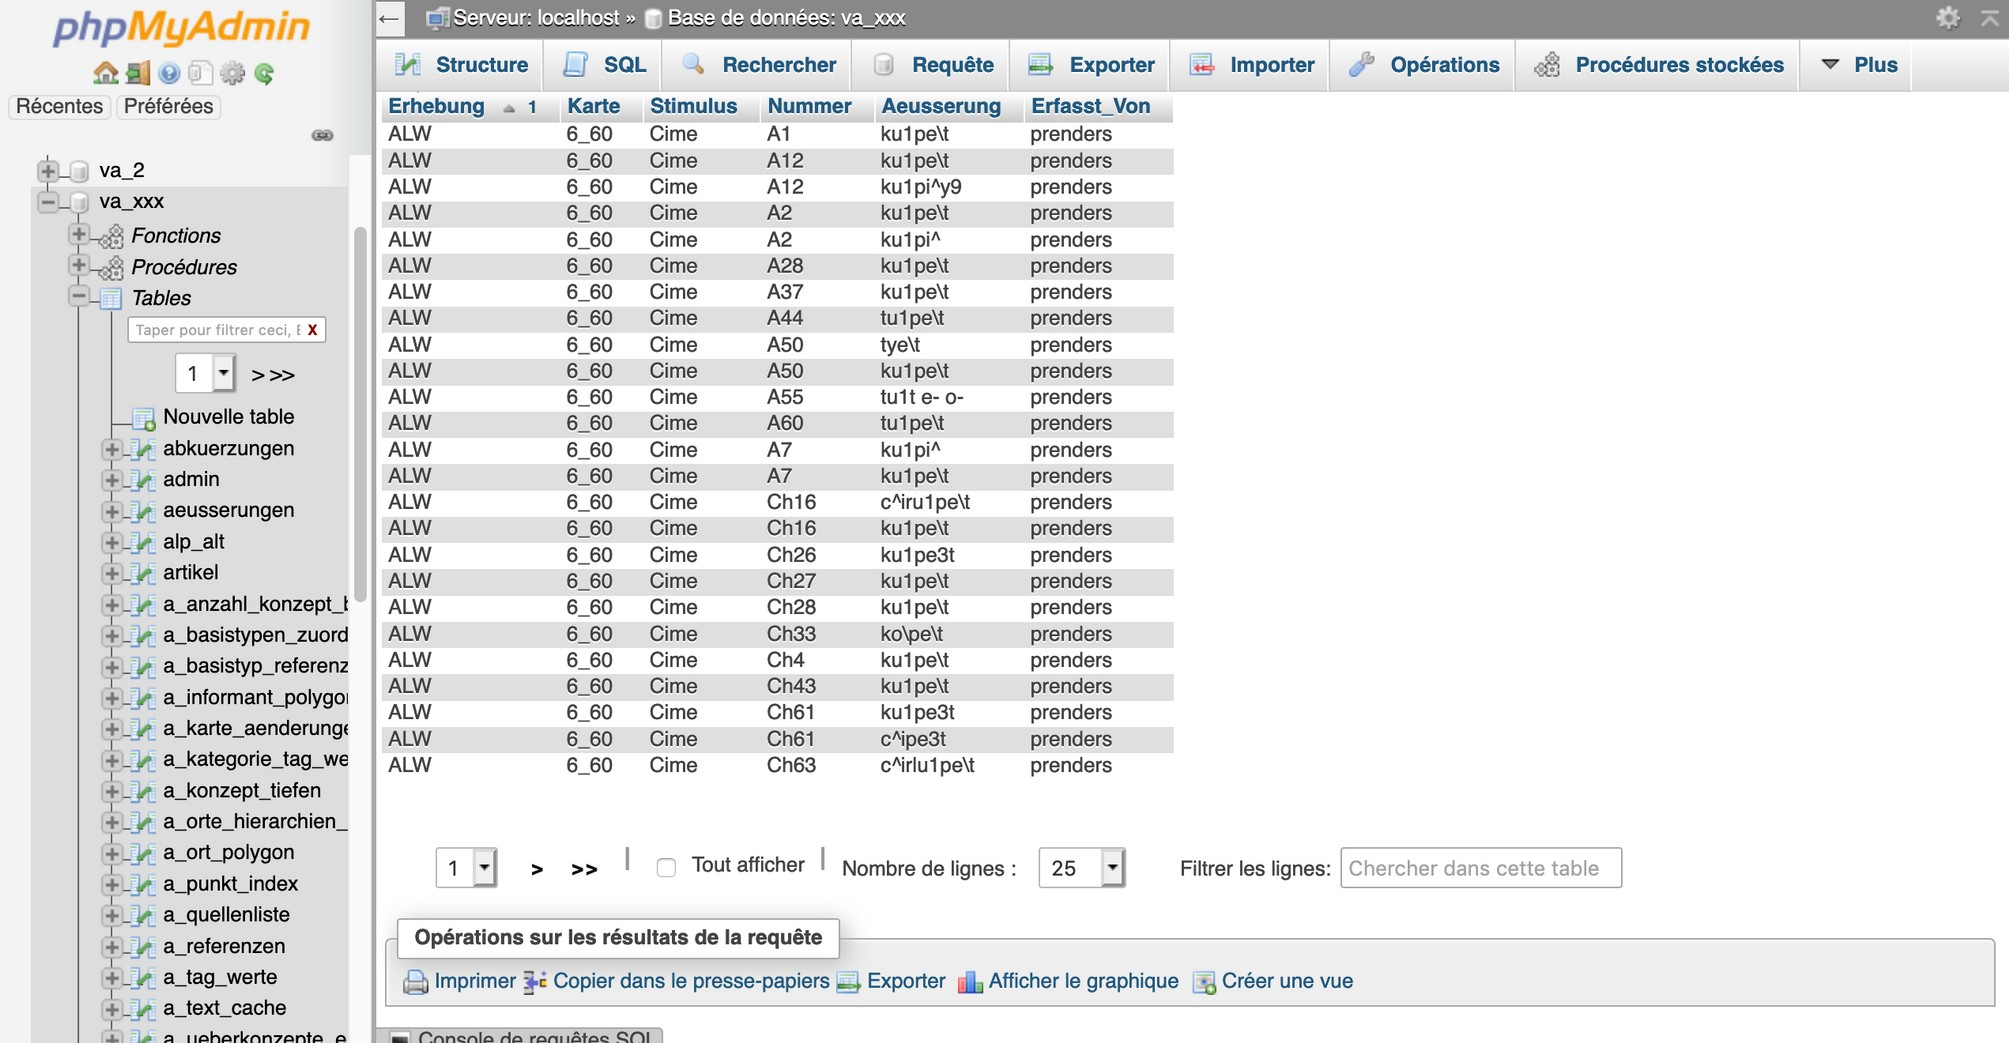 phpMyAdmin
Récentes Préférées
va_2
va_xxx
Fonctions
Procédures
Tables
Taper pour filtrer ceci, E X
1 > >>
Nouvelle table
abkuerzungen
admin
aeusserungen
alp_alt
artikel
a_anzahl_konzept_b
a_basistypen_zuord
a_basistyp_referenz
a_informant_polygo
a_karte_aenderunge
a_kategorie_tag_we
a_konzept_tiefen
a_orte_hierarchien_
a_ort_polygon
a_punkt_index
a_quellenliste
a_referenzen
a_tag_werte
a_text_cache
a_ueberkonzepte_e
← Serveur: localhost » Base de données: va_xxx
Structure SQL Rechercher Requête Exporter Importer Opérations Procédures stockées Plus
Erhebung 1 Karte Stimulus Nummer Aeusserung Erfasst_Von
ALW 6_60 Cime A1 ku1pe\t prenders
ALW 6_60 Cime A12 ku1pe\t prenders
ALW 6_60 Cime A12 ku1pi^y9 prenders
ALW 6_60 Cime A2 ku1pe\t prenders
ALW 6_60 Cime A2 ku1pi^ prenders
ALW 6_60 Cime A28 ku1pe\t prenders
ALW 6_60 Cime A37 ku1pe\t prenders
ALW 6_60 Cime A44 tu1pe\t prenders
ALW 6_60 Cime A50 tye\t prenders
ALW 6_60 Cime A50 ku1pe\t prenders
ALW 6_60 Cime A55 tu1t e- o- prenders
ALW 6_60 Cime A60 tu1pe\t prenders
ALW 6_60 Cime A7 ku1pi^ prenders
ALW 6_60 Cime A7 ku1pe\t prenders
ALW 6_60 Cime Ch16 c^iru1pe\t prenders
ALW 6_60 Cime Ch16 ku1pe\t prenders
ALW 6_60 Cime Ch26 ku1pe3t prenders
ALW 6_60 Cime Ch27 ku1pe\t prenders
ALW 6_60 Cime Ch28 ku1pe\t prenders
ALW 6_60 Cime Ch33 ko\pe\t prenders
ALW 6_60 Cime Ch4 ku1pe\t prenders
ALW 6_60 Cime Ch43 ku1pe\t prenders
ALW 6_60 Cime Ch61 ku1pe3t prenders
ALW 6_60 Cime Ch61 c^ipe3t prenders
ALW 6_60 Cime Ch63 c^irlu1pe\t prenders
1 > >> | Tout afficher | Nombre de lignes : 25 Filtrer les lignes: Chercher dans cette table
Opérations sur les résultats de la requête
Imprimer Copier dans le presse-papiers Exporter Afficher le graphique Créer une vue
Console de requêtes SQL